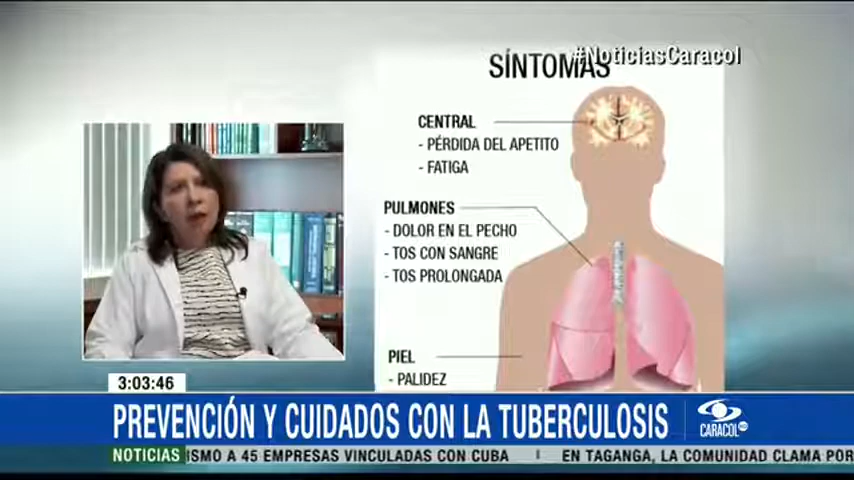 #NoticiasCaracol
SÍNTOMAS
CENTRAL
- PÉRDIDA DEL APETITO
- FATIGA
PULMONES
- DOLOR EN EL PECHO
- TOS CON SANGRE
- TOS PROLONGADA
PIEL
- PALIDEZ
3:03:46
PREVENCIÓN Y CUIDADOS CON LA TUBERCULOSIS
CARACOL HD
NOTICIAS ISMO A 45 EMPRESAS VINCULADAS CON CUBA | EN TAGANGA, LA COMUNIDAD CLAMA POR